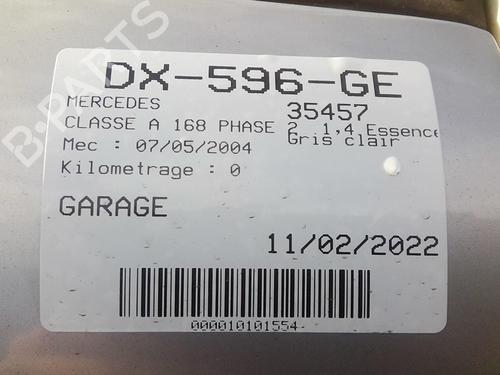 DX-596-GE
MERCEDES 35457
CLASSE A 168 PHASE 2 1,4 Essence
Gris clair
Mec : 07/05/2004
Kilometrage : 0
GARAGE
11/02/2022
000010101554
B-PARTS